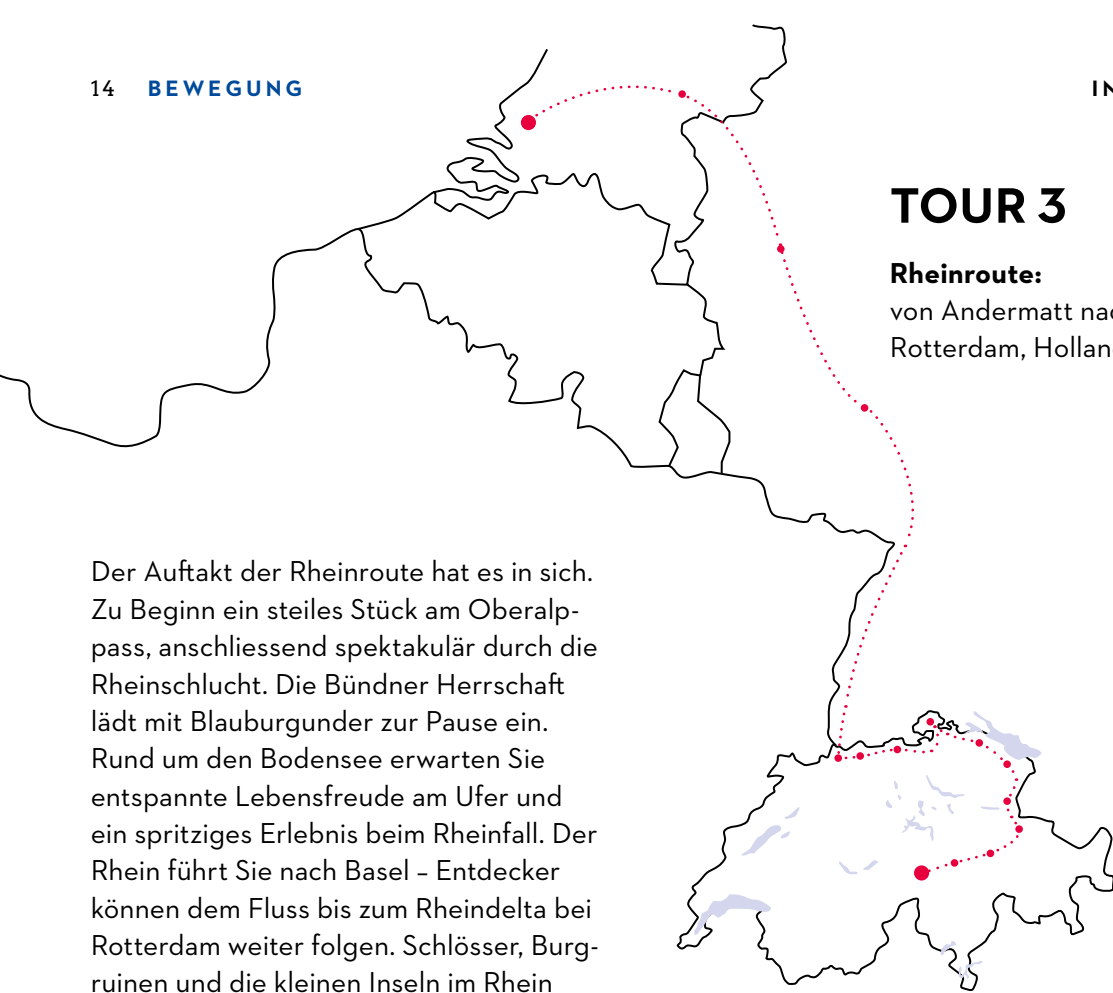 14 BEWEGUNG
TOUR 3
Rheinroute:
von Andermatt
Rotterdam,
Der Auftakt der Rheinroute hat es in sich.
Zu Beginn ein steiles Stück am Oberalp-
pass, anschliessend spektakulär durch die
Rheinschlucht. Die Bündner Herrschaft
lädt mit Blauburgunder zur Pause ein.
Rund um den Bodensee erwarten Sie
entspannte Lebensfreude am Ufer und
ein spritziges Erlebnis beim Rheinfall. Der
Rhein führt Sie nach Basel – Entdecker
können dem Fluss bis zum Rheindelta bei
Rotterdam weiter folgen. Schlösser, Burg-
ruinen und die kleinen Inseln im Rhein